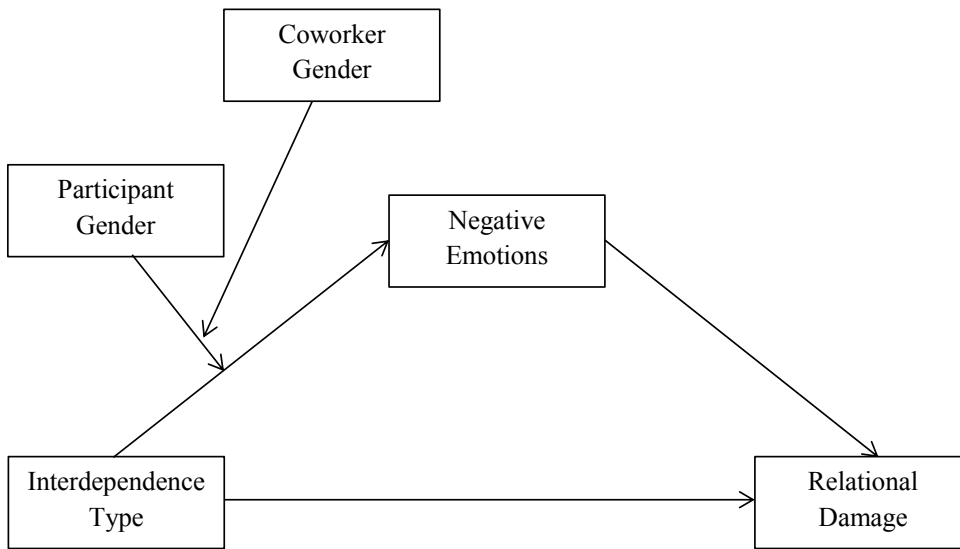 Coworker
Gender
Participant
Gender
Negative
Emotions
Interdependence
Type
Relational
Damage